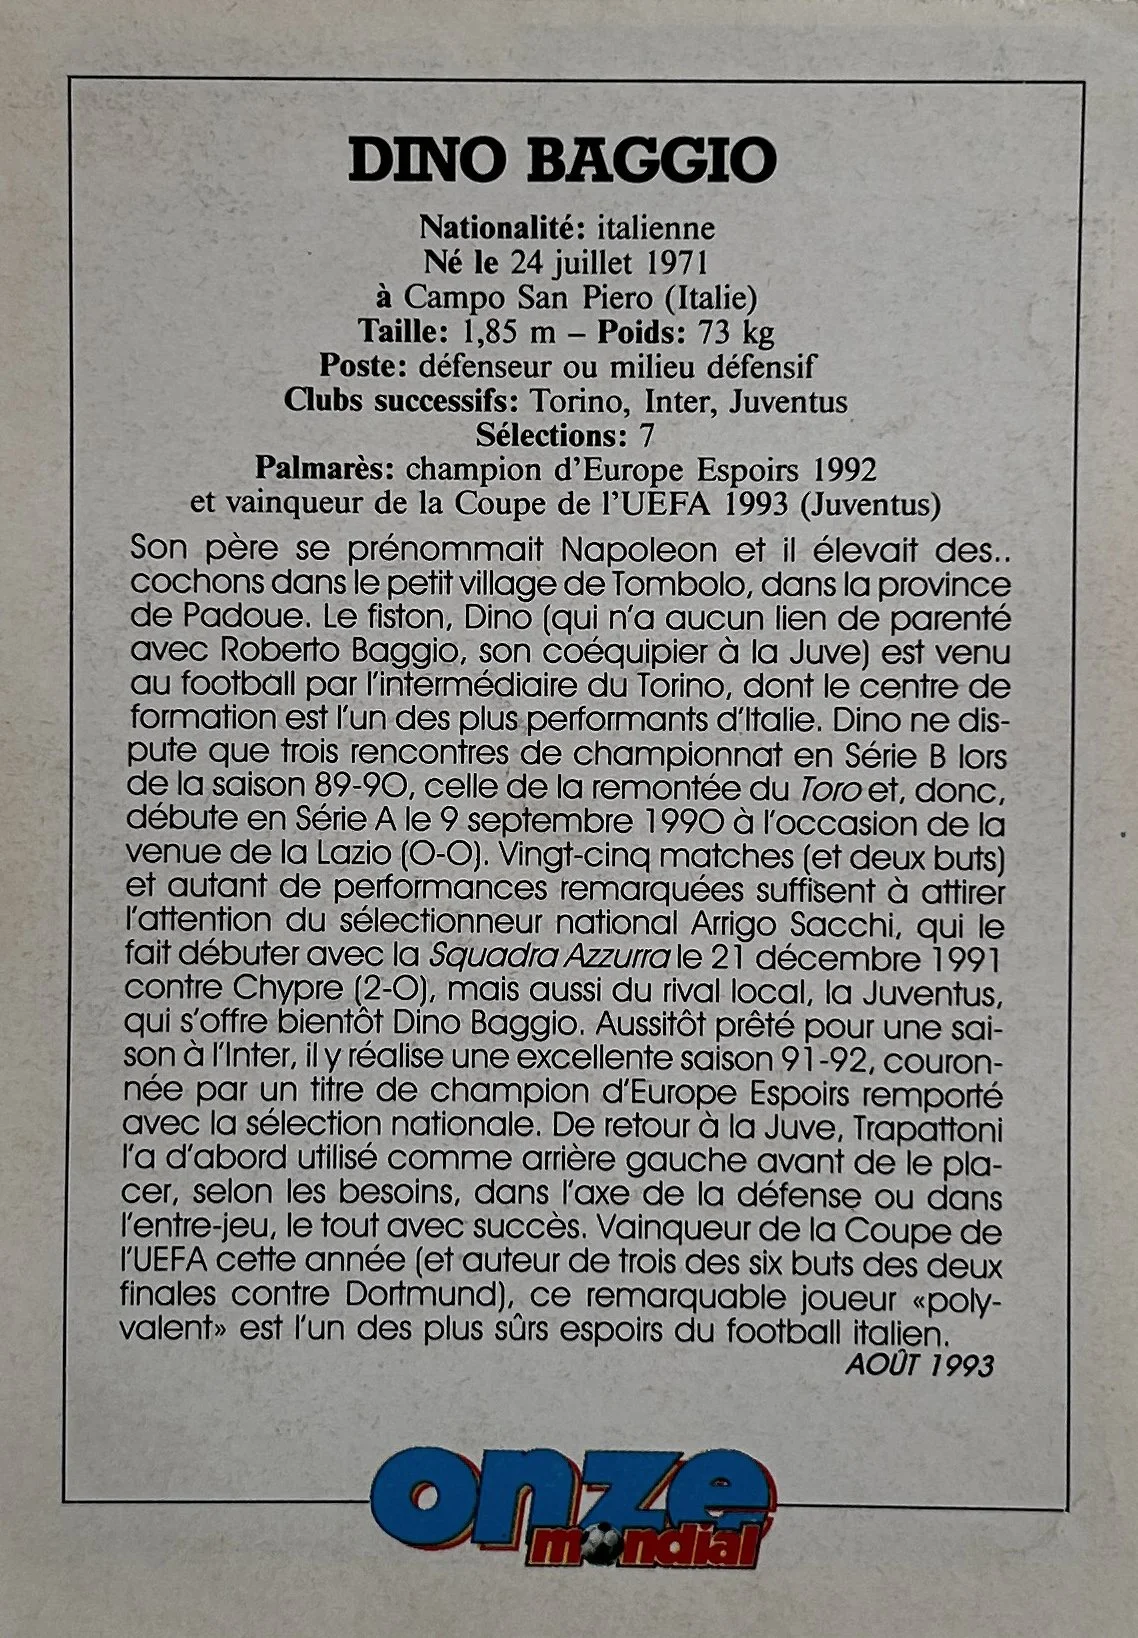 DINO BAGGIO
Nationalité: italienne
Né le 24 juillet 1971
à Campo San Piero (Italie)
Taille: 1,85 m – Poids: 73 kg
Poste: défenseur ou milieu défensif
Clubs successifs: Torino, Inter, Juventus
Sélections: 7
Palmarès: champion d'Europe Espoirs 1992
et vainqueur de la Coupe de l'UEFA 1993 (Juventus)
Son père se prénommait Napoleon et il élevait des..
cochons dans le petit village de Tombolo, dans la province
de Padoue. Le fiston, Dino (qui n'a aucun lien de parenté
avec Roberto Baggio, son coéquipier à la Juve) est venu
au football par l'intermédiaire du Torino, dont le centre de
formation est l'un des plus performants d'Italie. Dino ne dis-
pute que trois rencontres de championnat en Série B lors
de la saison 89-90, celle de la remontée du Toro et, donc,
débute en Série A le 9 septembre 1990 à l'occasion de la
venue de la Lazio (0-0). Vingt-cinq matches (et deux buts)
et autant de performances remarquées suffisent à attirer
l'attention du sélectionneur national Arrigo Sacchi, qui le
fait débuter avec la Squadra Azzurra le 21 décembre 1991
contre Chypre (2-0), mais aussi du rival local, la Juventus,
qui s'offre bientôt Dino Baggio. Aussitôt prêté pour une sai-
son à l'Inter, il y réalise une excellente saison 91-92, couron-
née par un titre de champion d'Europe Espoirs remporté
avec la sélection nationale. De retour à la Juve, Trapattoni
l'a d'abord utilisé comme arrière gauche avant de le pla-
cer, selon les besoins, dans l'axe de la défense ou dans
l'entre-jeu, le tout avec succès. Vainqueur de la Coupe de
l'UEFA cette année (et auteur de trois des six buts des deux
finales contre Dortmund), ce remarquable joueur «poly-
valent» est l'un des plus sûrs espoirs du football italien.
AOÛT 1993
onze
mondial